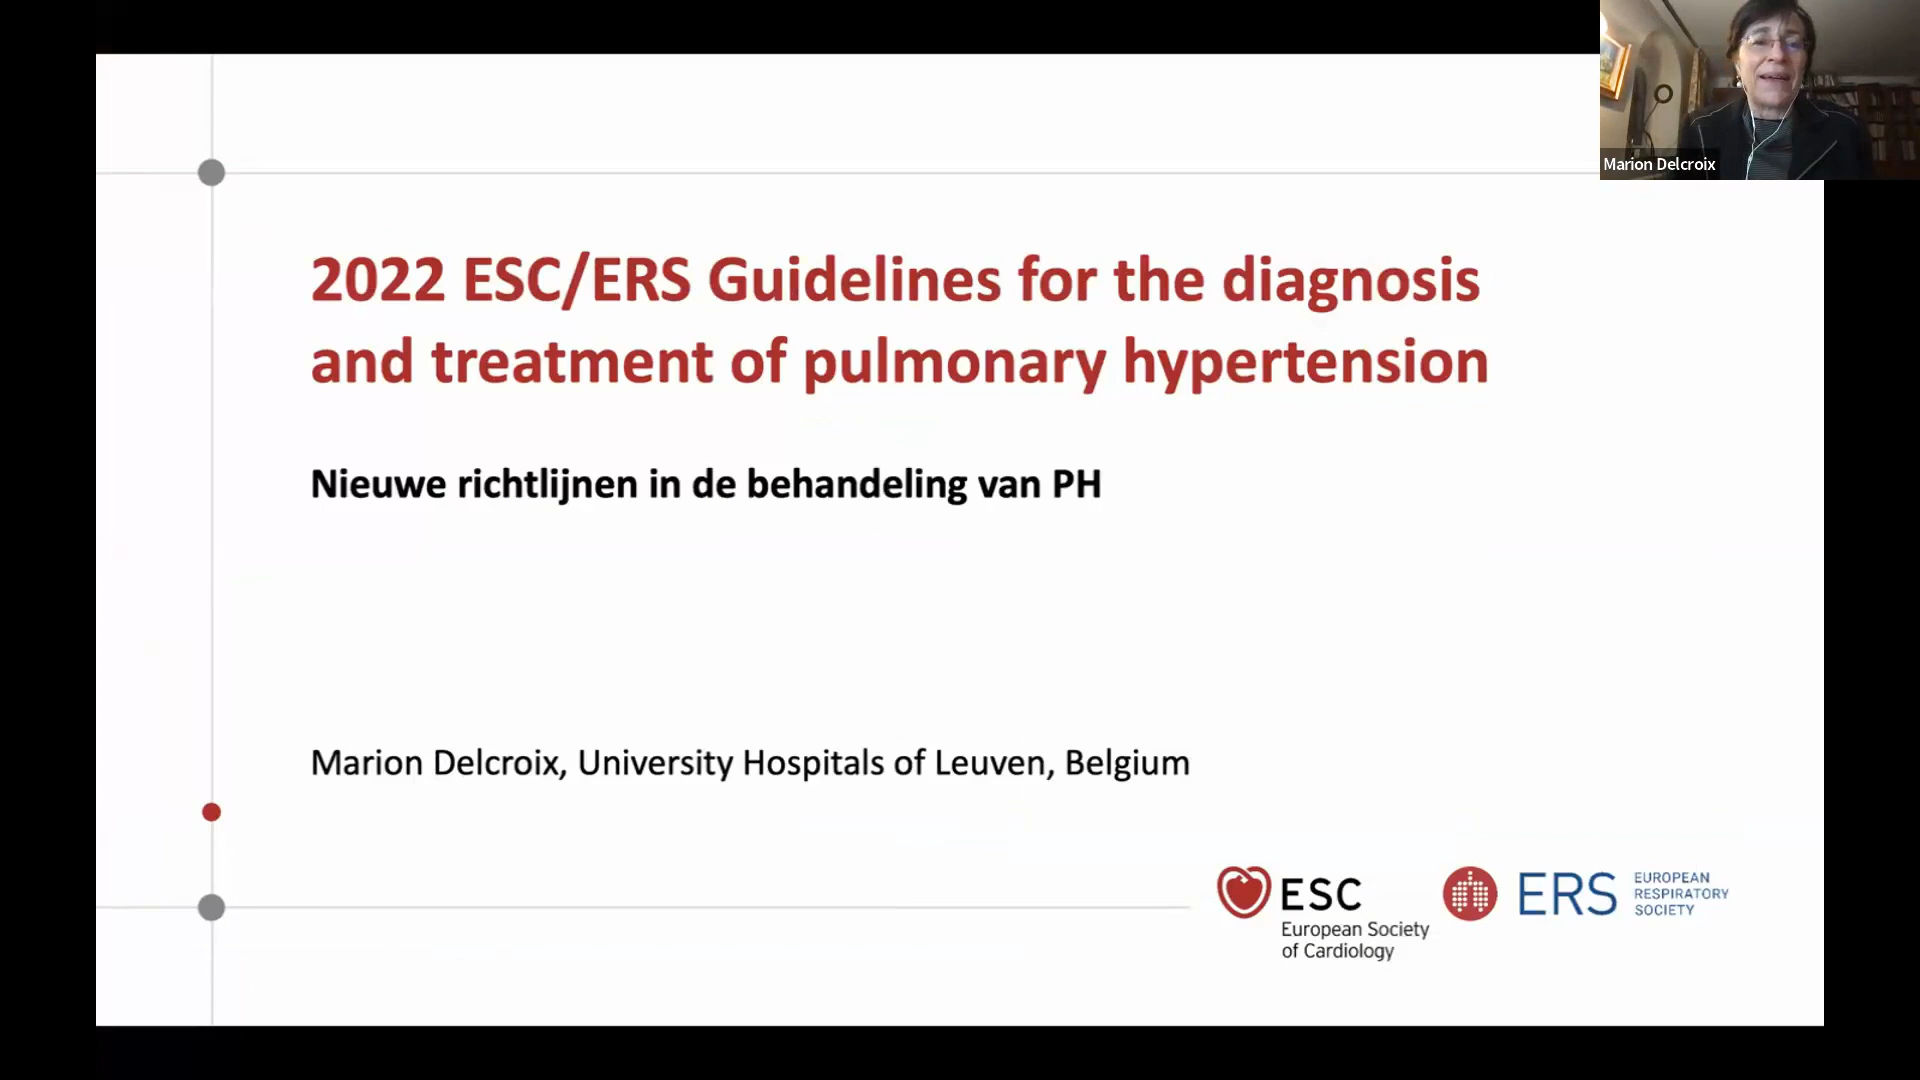 Marion Delcroix
2022 ESC/ERS Guidelines for the diagnosis
and treatment of pulmonary hypertension
Nieuwe richtlijnen in de behandeling van PH
Marion Delcroix, University Hospitals of Leuven, Belgium
ESC
European Society
of Cardiology
ERS
EUROPEAN
RESPIRATORY
SOCIETY